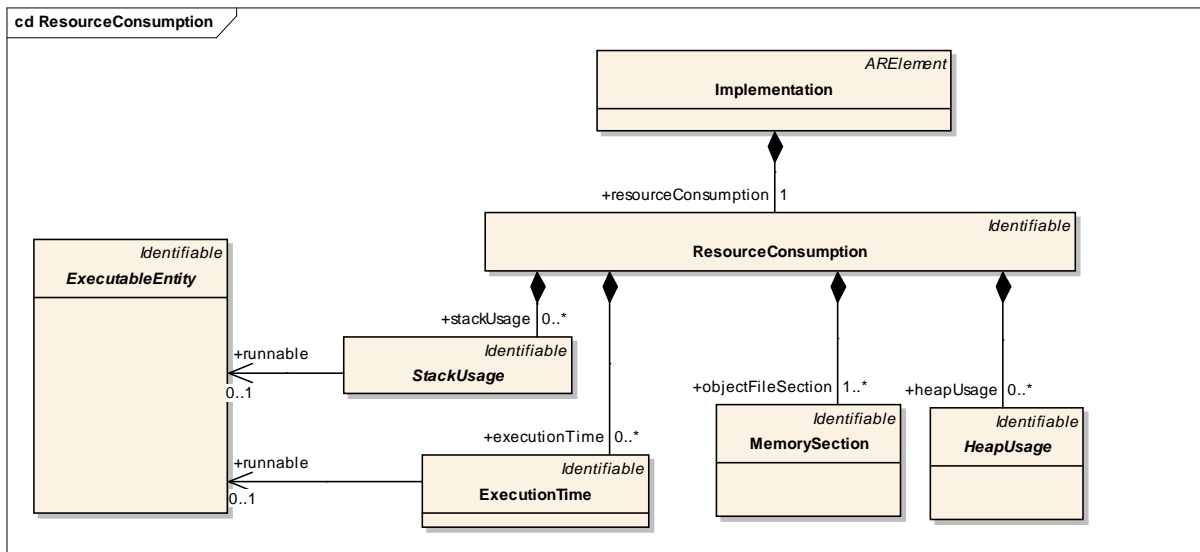 cd ResourceConsumption
ARElement
Implementation
+resourceConsumption 1
Identifiable
ResourceConsumption
Identifiable
ExecutableEntity
+stackUsage 0..*
Identifiable
StackUsage
+runnable
0..1
+objectFileSection 1..*
+heapUsage 0..*
Identifiable
MemorySection
Identifiable
HeapUsage
+executionTime 0..*
Identifiable
ExecutionTime
+runnable
0..1